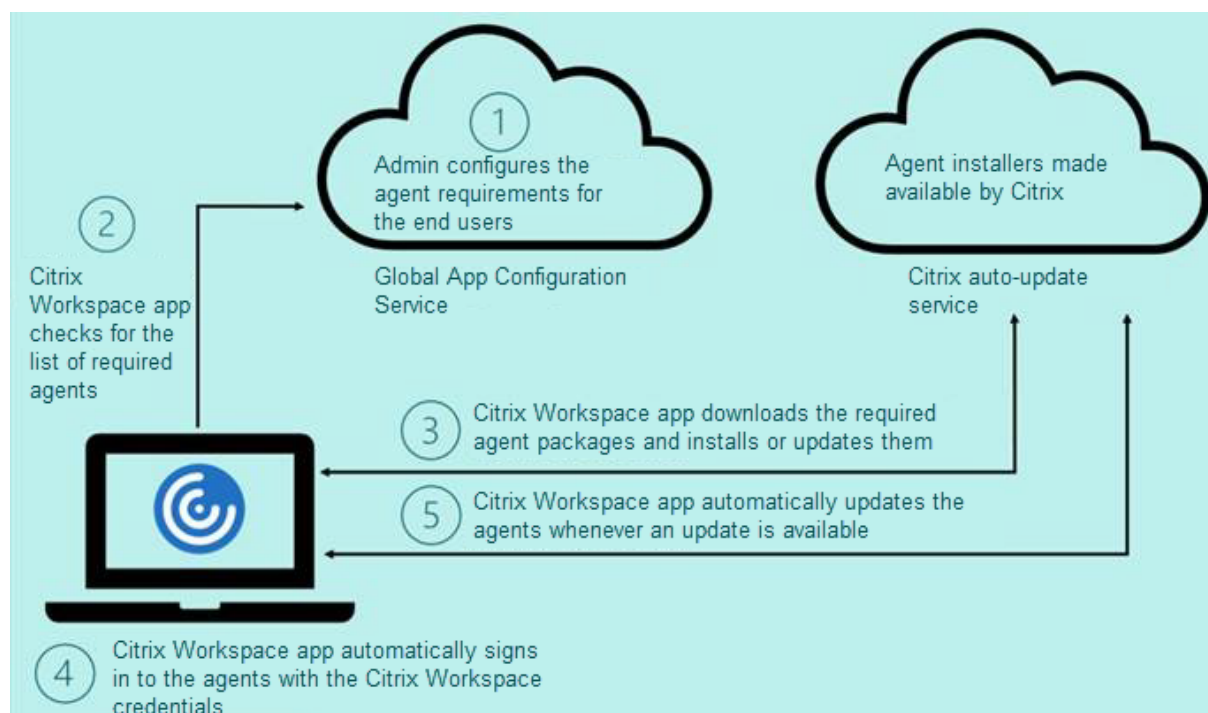 1
Admin configures the
agent requirements for
the end users
Global App Configuration
Service
Agent installers made
available by Citrix
Citrix auto-update
service
2
Citrix
Workspace app
checks for the
list of required
agents
3
Citrix Workspace app downloads the required
agent packages and installs or updates them
5
Citrix Workspace app automatically updates the
agents whenever an update is available
4
Citrix Workspace app automatically signs
in to the agents with the Citrix Workspace
credentials